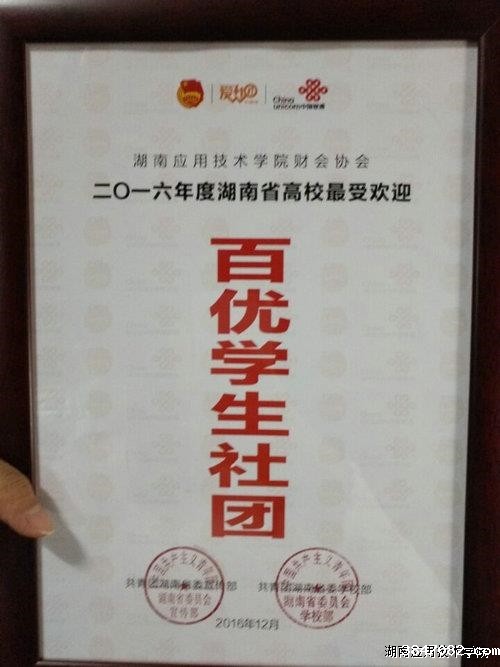 爱团
China
unicom中国联通
湖南应用技术学院财会协会
二〇一六年度湖南省高校最受欢迎
百优学生社团
共青团湖南省委宣传部
共青团湖南省委学校部
湖南省委员会
宣传部
湖南省委员会
学校部
2016年12月